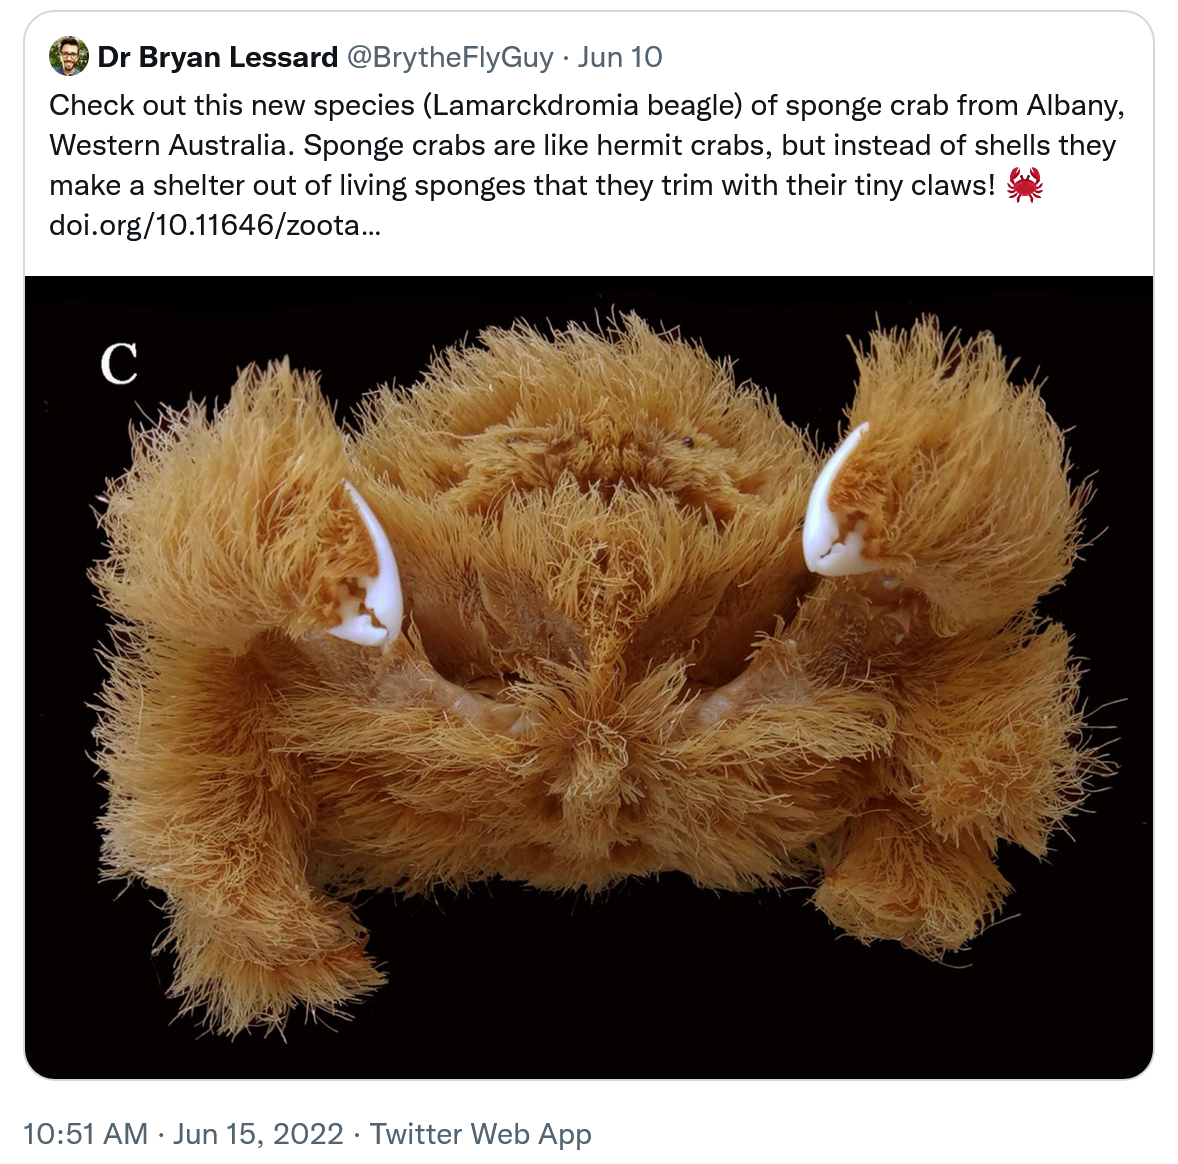 Dr Bryan Lessard @BrytheFlyGuy · Jun 10
Check out this new species (Lamarckdromia beagle) of sponge crab from Albany,
Western Australia. Sponge crabs are like hermit crabs, but instead of shells they
make a shelter out of living sponges that they trim with their tiny claws! 🦀
doi.org/10.11646/zoota…
C
10:51 AM · Jun 15, 2022 · Twitter Web App